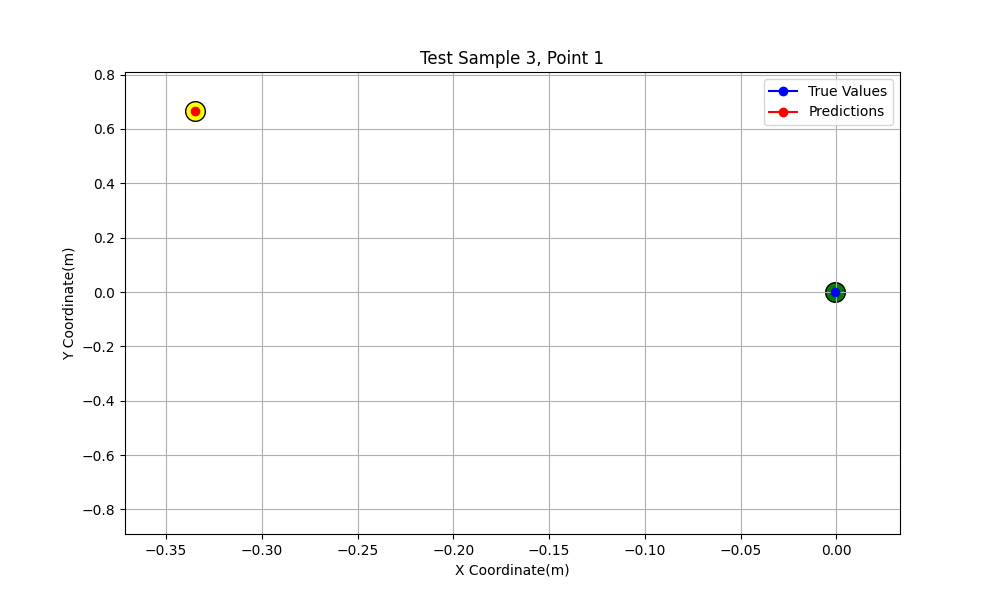 Test Sample 3, Point 1
True Values
Predictions
0.8
0.6
0.4
0.2
0.0
−0.2
−0.4
−0.6
−0.8
Y Coordinate(m)
−0.35 −0.30 −0.25 −0.20 −0.15 −0.10 −0.05 0.00
X Coordinate(m)